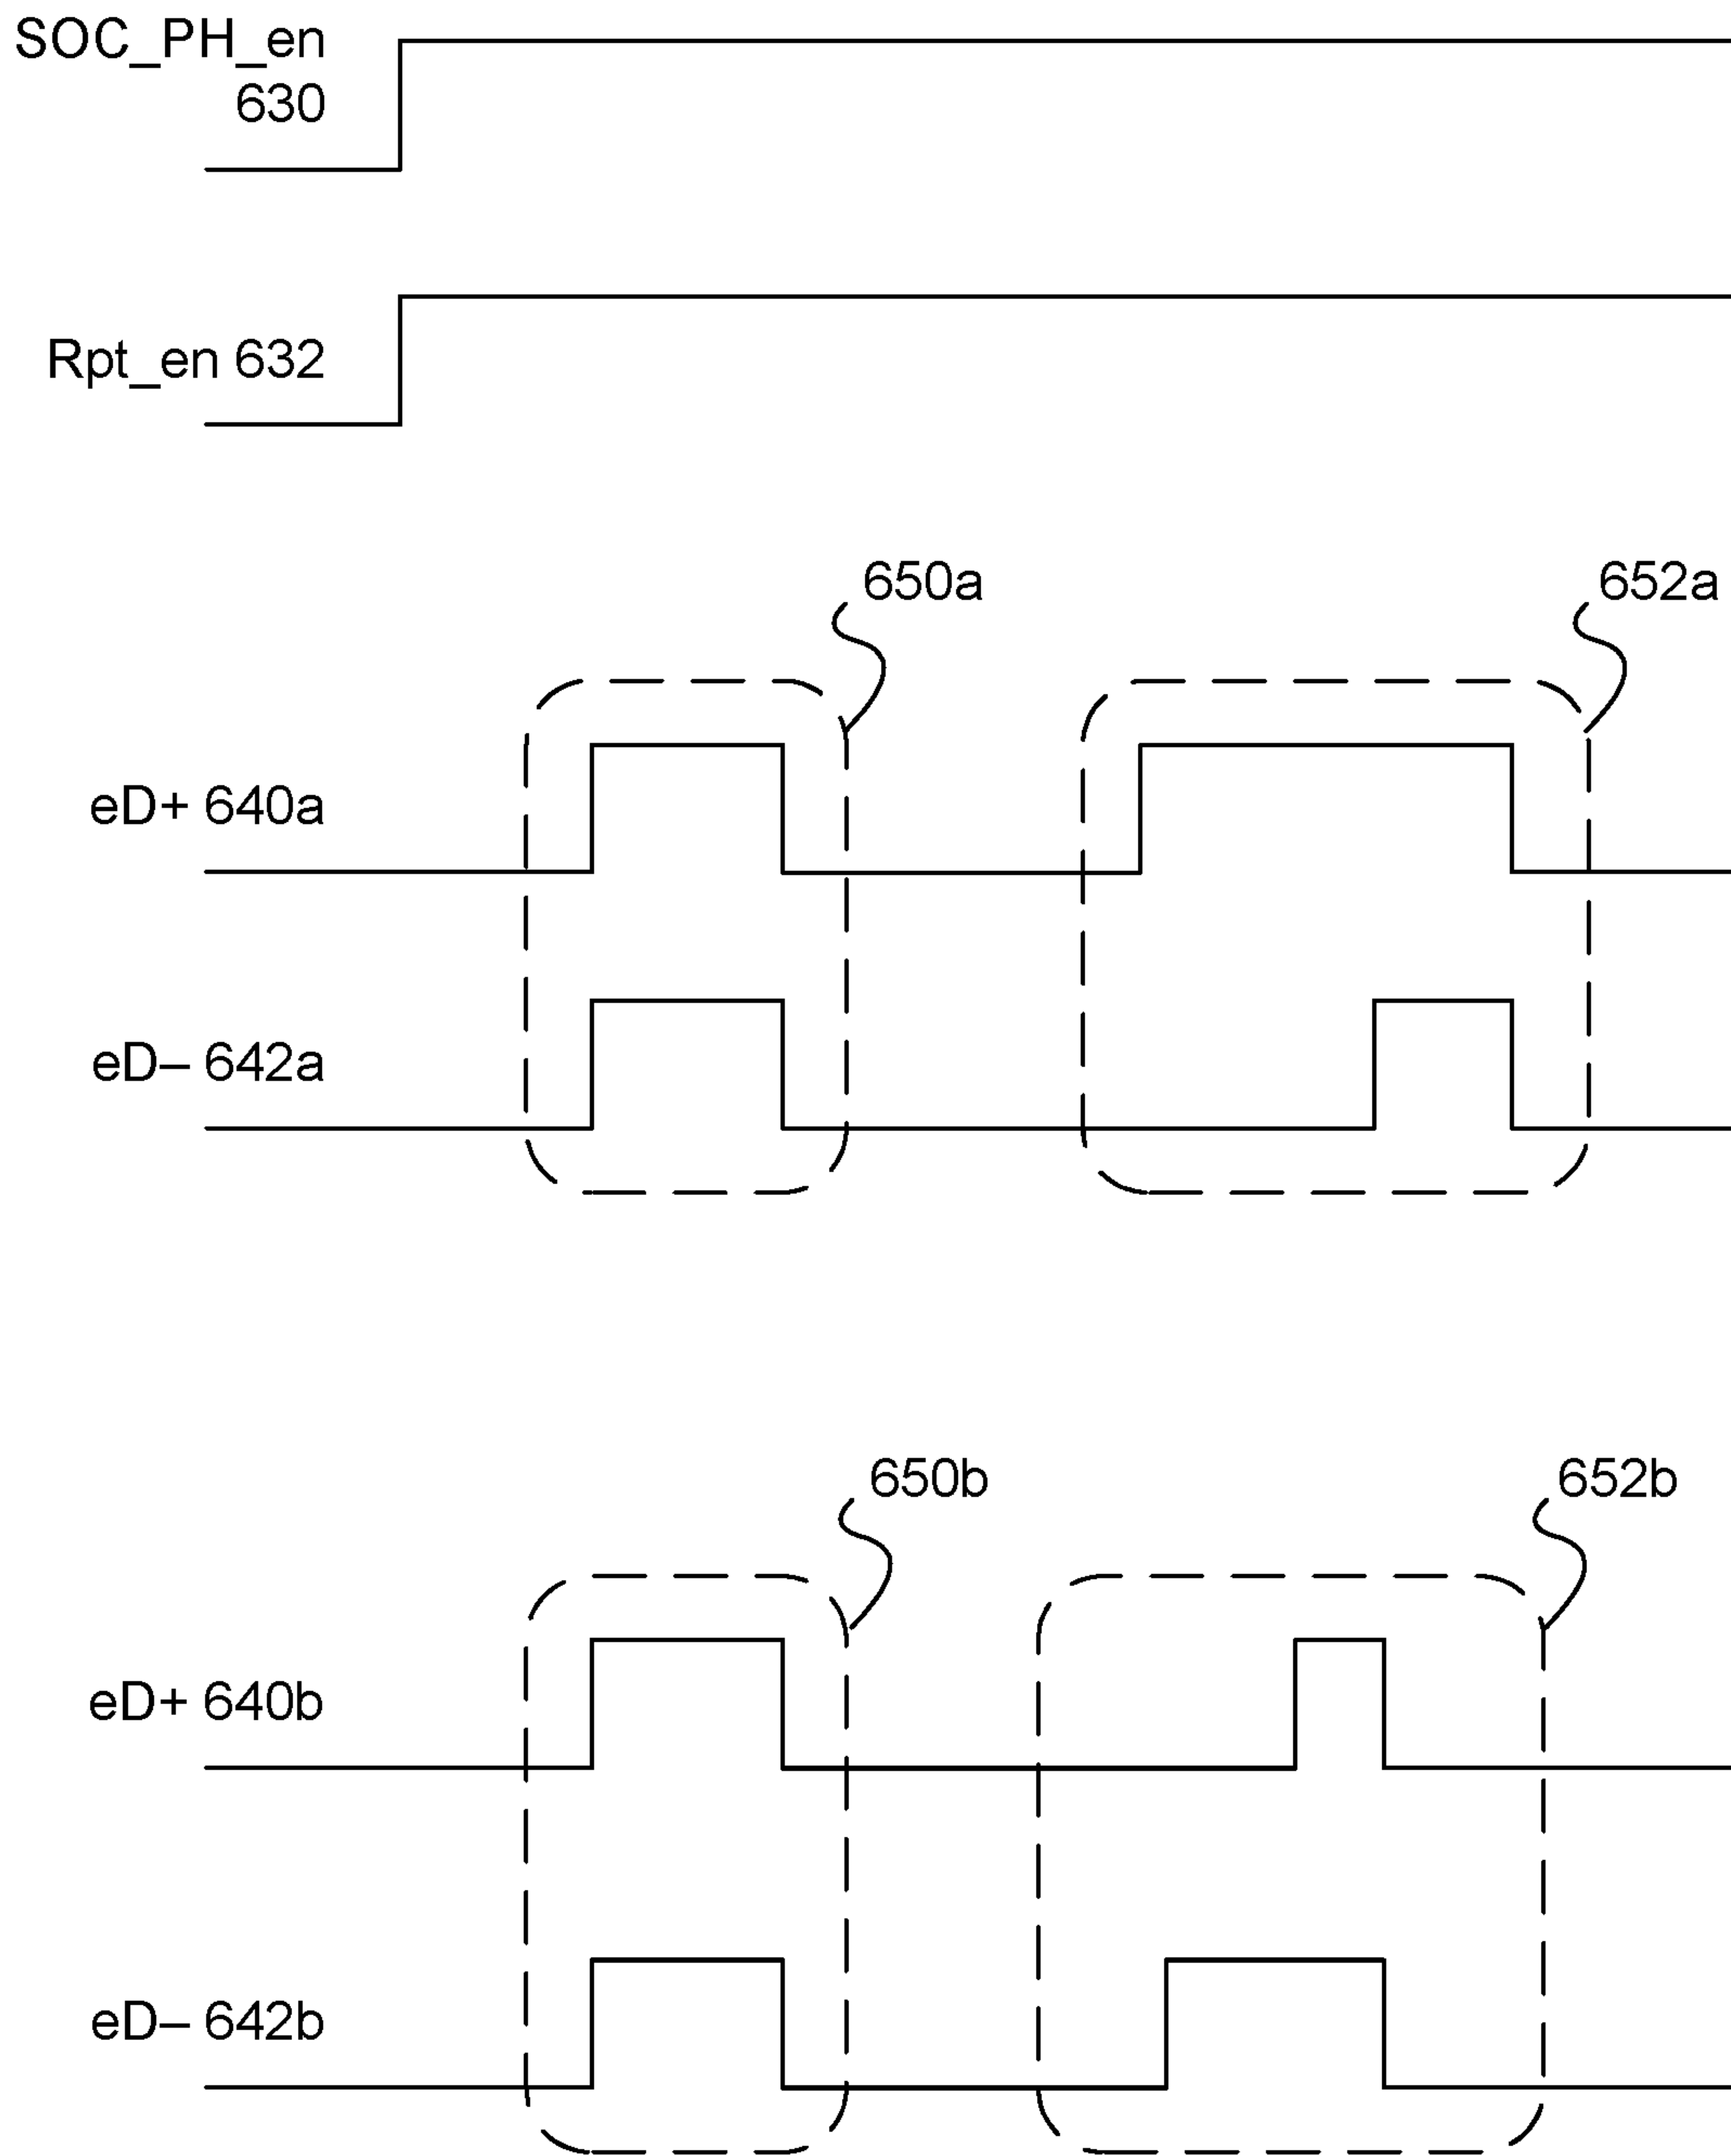 SOC_PH_en
630
Rpt_en 632
650a
652a
eD+ 640a
eD– 642a
650b
652b
eD+ 640b
eD– 642b